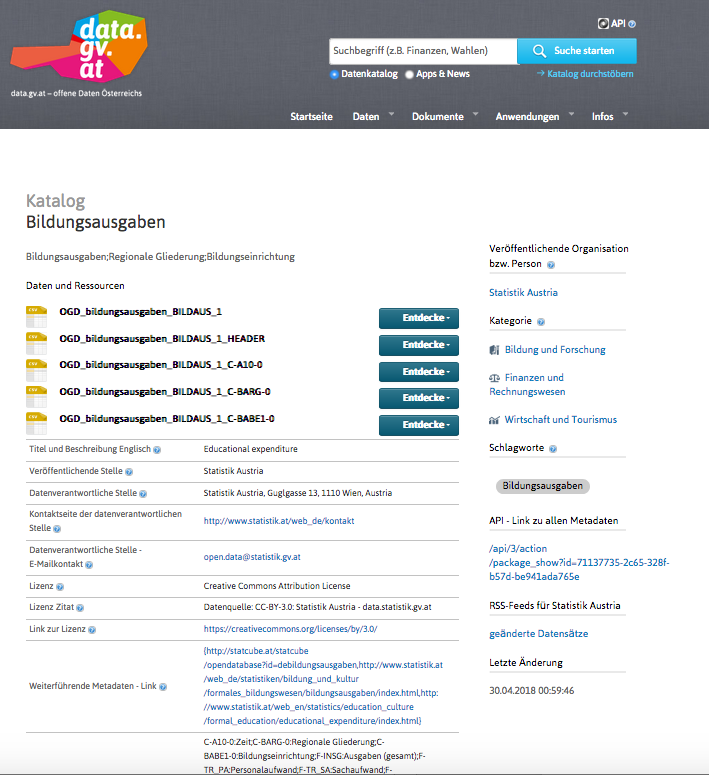 data.
gv.
at
data.gv.at – offene Daten Österreichs
API
Suchbegriff (z.B. Finanzen, Wahlen)
Suche starten
Datenkatalog
Apps & News
Katalog durchstöbern
Startseite
Daten
Dokumente
Anwendungen
Infos
Katalog
Bildungsausgaben
Bildungsausgaben;Regionale Gliederung;Bildungseinrichtung
Daten und Ressourcen
CSV OGD_bildungsausgaben_BILDAUS_1 Entdecke
CSV OGD_bildungsausgaben_BILDAUS_1_HEADER Entdecke
CSV OGD_bildungsausgaben_BILDAUS_1_C-A10-0 Entdecke
CSV OGD_bildungsausgaben_BILDAUS_1_C-BARG-0 Entdecke
CSV OGD_bildungsausgaben_BILDAUS_1_C-BABE1-0 Entdecke
Titel und Beschreibung Englisch
Educational expenditure
Veröffentlichende Stelle
Statistik Austria
Datenverantwortliche Stelle
Statistik Austria, Guglgasse 13, 1110 Wien, Austria
Kontaktseite der datenverantwortlichen
Stelle
http://www.statistik.at/web_de/kontakt
Datenverantwortliche Stelle -
E-Mailkontakt
open.data@statistik.gv.at
Lizenz
Creative Commons Attribution License
Lizenz Zitat
Datenquelle: CC-BY-3.0: Statistik Austria - data.statistik.gv.at
Link zur Lizenz
https://creativecommons.org/licenses/by/3.0/
Weiterführende Metadaten - Link
{http://statcube.at/statcube
/opendatabase?id=debildungsausgaben,http://www.statistik.at
/web_de/statistiken/bildung_und_kultur
/formales_bildungswesen/bildungsausgaben/index.html,http:
//www.statistik.at/web_en/statistics/education_culture
/formal_education/educational_expenditure/index.html}
C-A10-0:Zeit;C-BARG-0:Regionale Gliederung;C-
BABE1-0:Bildungseinrichtung;F-INSG:Ausgaben (gesamt);F-
TR_PA:Personalaufwand;F-TR_SA:Sachaufwand;F-
Veröffentlichende Organisation
bzw. Person
Statistik Austria
Kategorie
Bildung und Forschung
Finanzen und
Rechnungswesen
Wirtschaft und Tourismus
Schlagworte
Bildungsausgaben
API - Link zu allen Metadaten
/api/3/action
/package_show?id=71137735-2c65-328f-
b57d-be941ada765e
RSS-Feeds für Statistik Austria
geänderte Datensätze
Letzte Änderung
30.04.2018 00:59:46